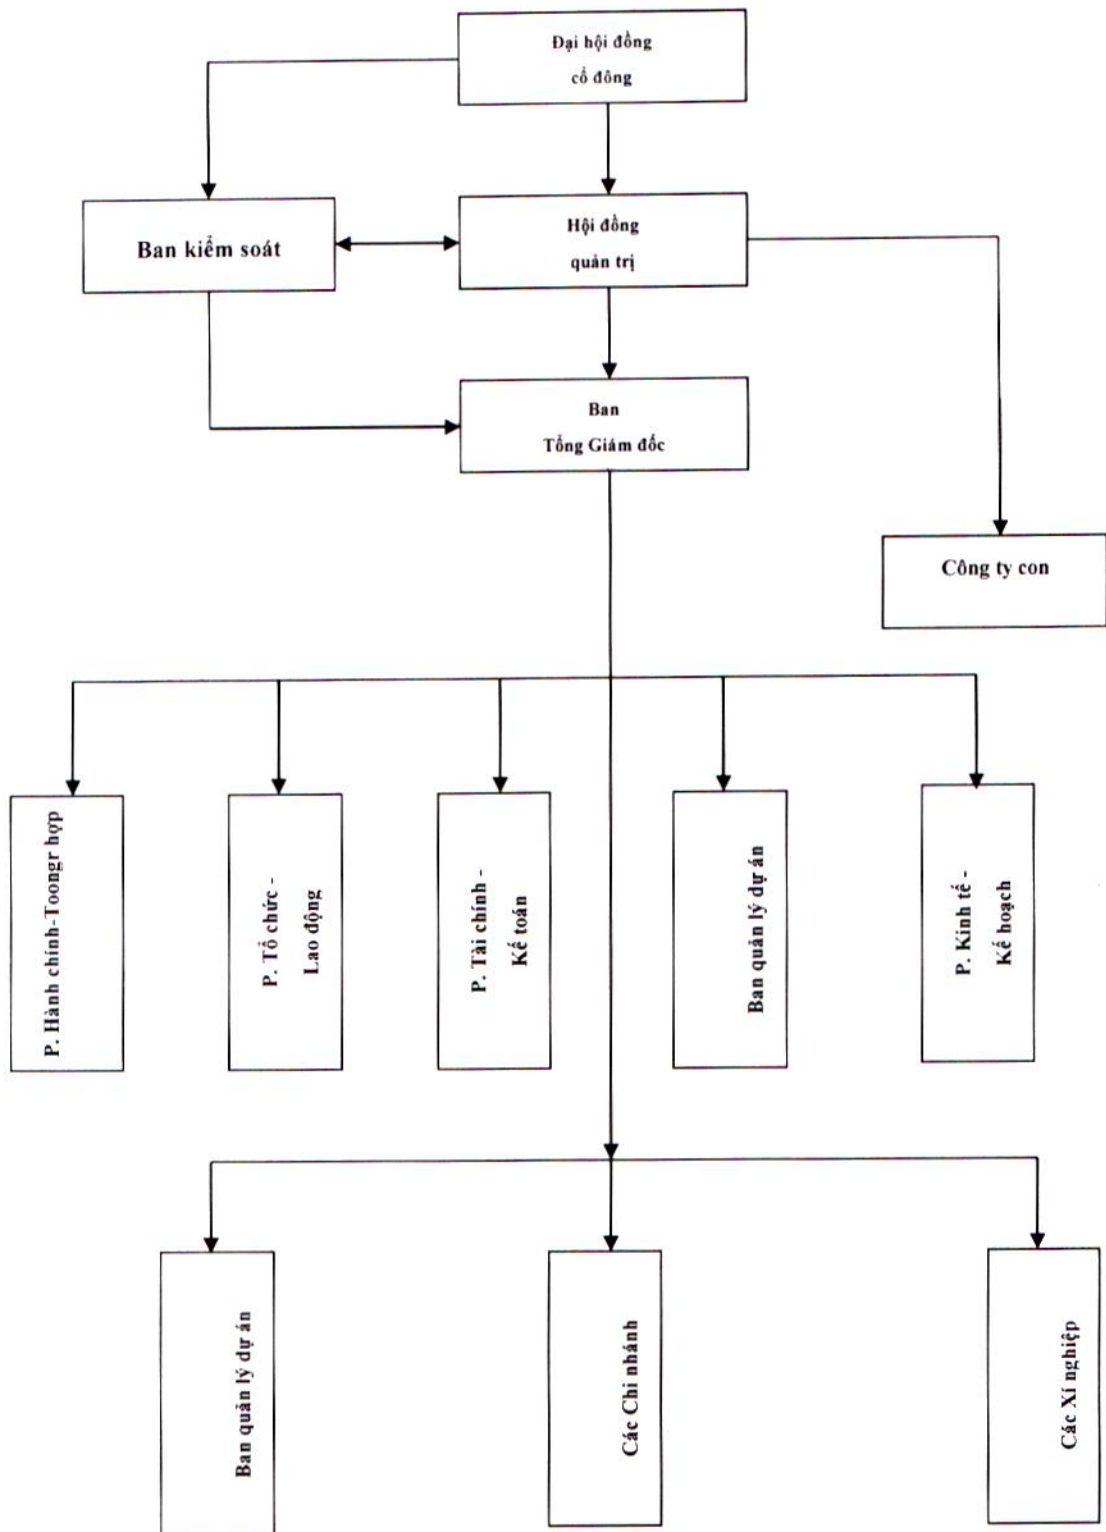 Đại hội đồng
cổ đông
Ban kiểm soát
Hội đồng
quản trị
Ban
Tổng Giám đốc
Công ty con
P. Hành chính-Toongr hợp
P. Tổ chức -
Lao động
P. Tài chính -
Kế toán
Ban quản lý dự án
P. Kinh tế -
Kế hoạch
Ban quản lý dự án
Các Chi nhánh
Các Xí nghiệp